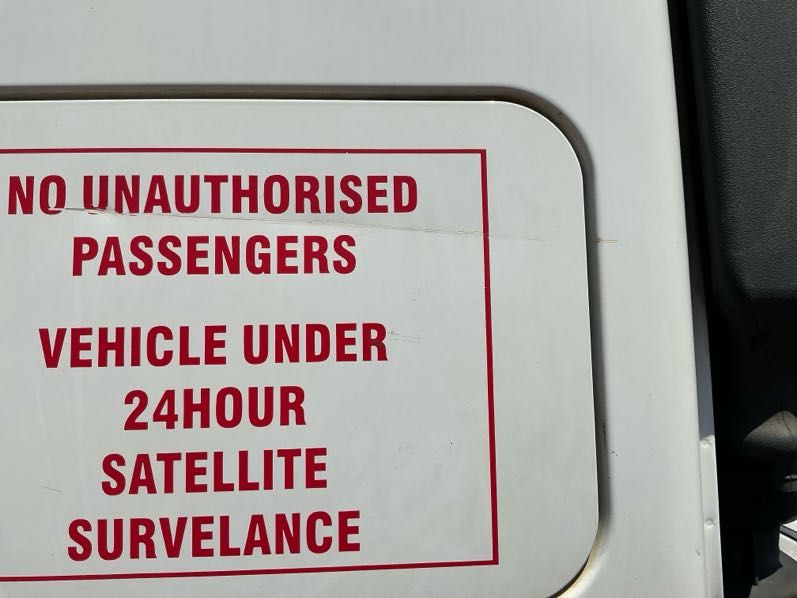 NO UNAUTHORISED
PASSENGERS
VEHICLE UNDER
24HOUR
SATELLITE
SURVELANCE